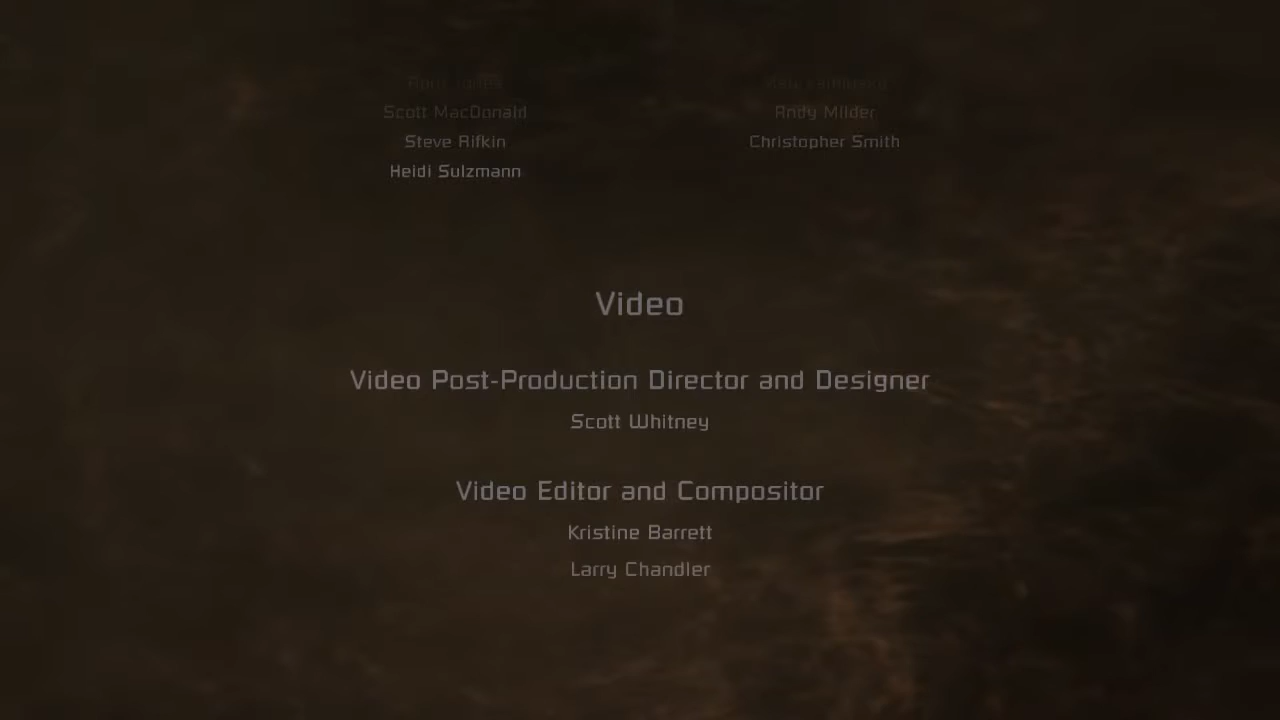 Scott MacDonald
Andy Milder
Steve Rifkin
Christopher Smith
Heidi Sulzmann
Video
Video Post-Production Director and Designer
Scott Whitney
Video Editor and Compositor
Kristine Barrett
Larry Chandler